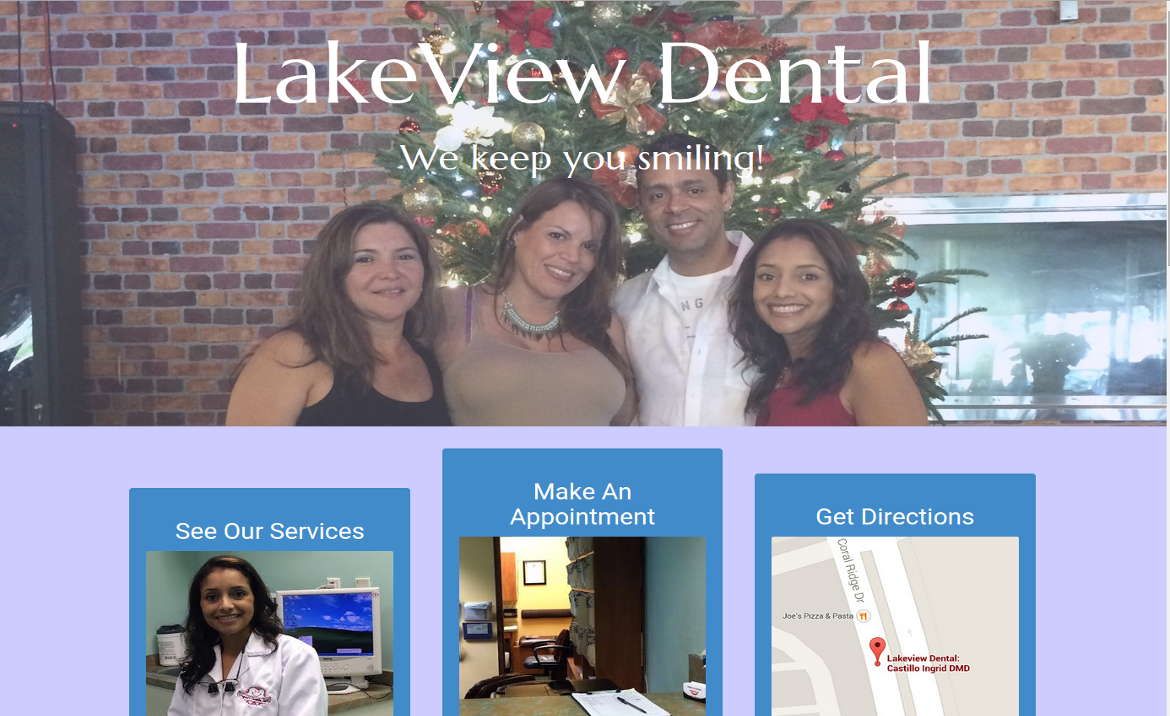 LakeView Dental
We keep you smiling!
N G
See Our Services
Make An
Appointment
Get Directions
Coral Ridge Dr
Joe's Pizza & Pasta
Lakeview Dental:
Castillo Ingrid DMD